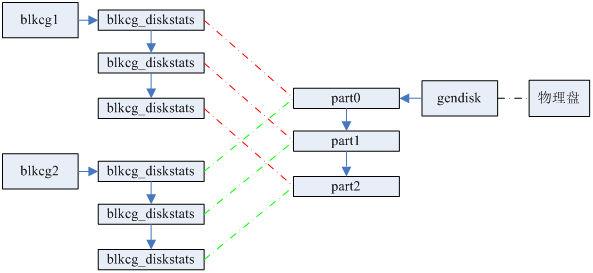 blkcg1
blkcg_diskstats
blkcg_diskstats
blkcg_diskstats
part0
gendisk
物理盘
part1
part2
blkcg2
blkcg_diskstats
blkcg_diskstats
blkcg_diskstats